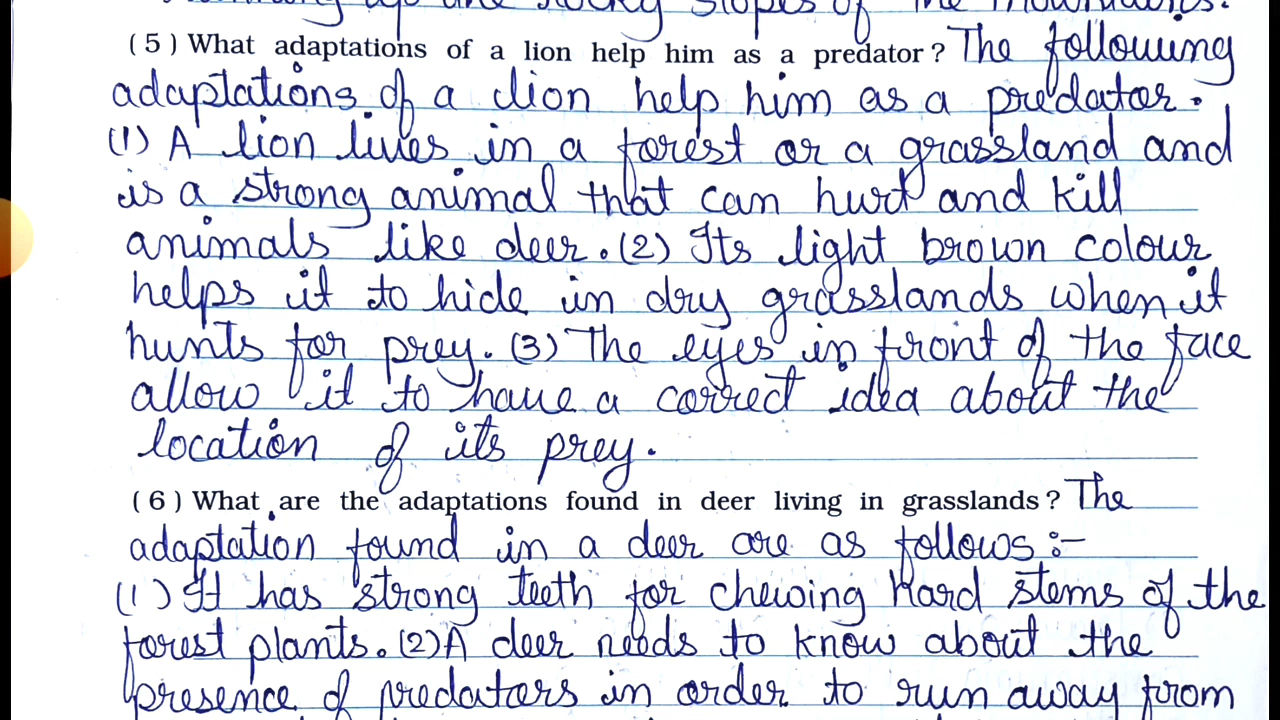 slopes of the mountains.
( 5 ) What adaptations of a lion help him as a predator ? The following
adaptations of a lion help him as a predator.
(1) A lion lives in a forest or a grassland and
is a strong animal that can hurt and kill
animals like deer. (2) Its light brown colour
helps it to hide in dry grasslands when it
hunts for prey. (3) The eyes in front of the face
allow it to have a correct idea about the
location of its prey.
( 6 ) What are the adaptations found in deer living in grasslands ? The
adaptation found in a deer are as follows :-
(1) It has strong teeth for chewing hard stems of the
forest plants. (2) A deer needs to know about the
presence of predators in order to run away from